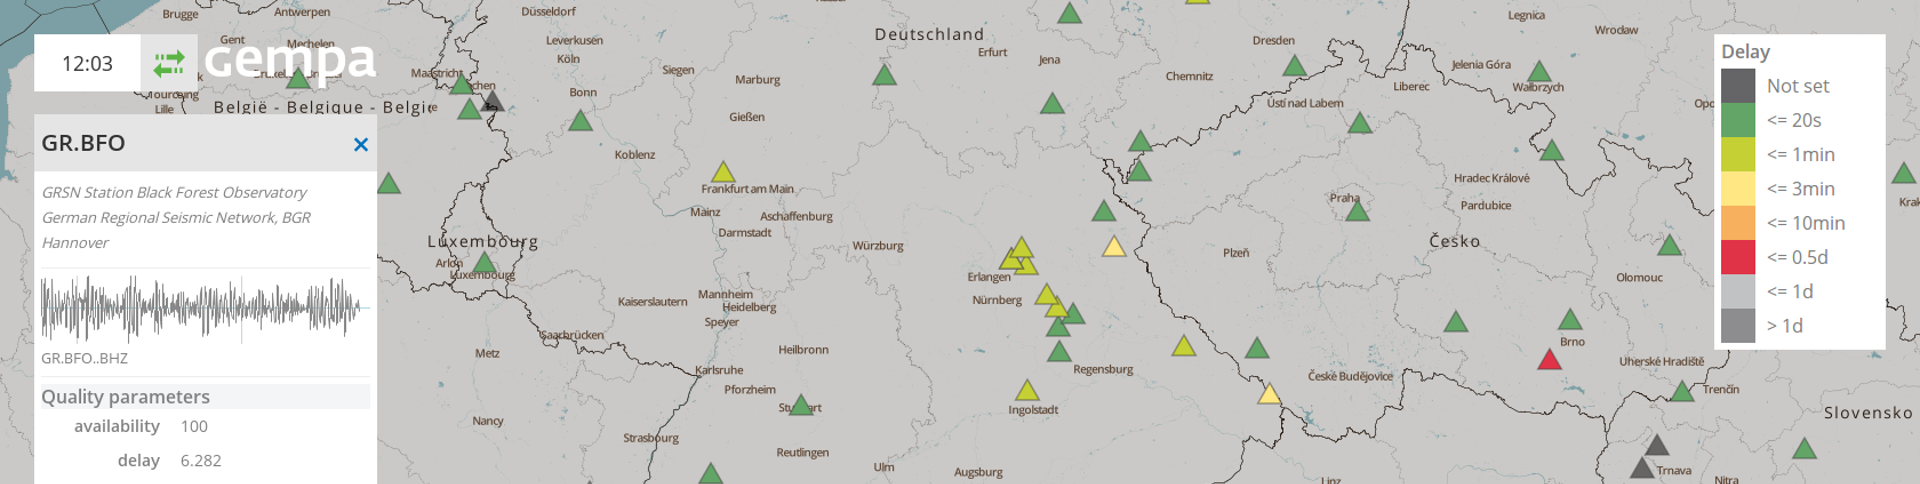 12:03
gempa
GR.BFO
GRSN Station Black Forest Observatory
German Regional Seismic Network, BGR
Hannover
GR.BFO..BHZ
Quality parameters
availability 100
delay 6.282
Delay
Not set
<= 20s
<= 1min
<= 3min
<= 10min
<= 0.5d
<= 1d
> 1d
Brugge
Antwerpen
Gent
Mechelen
Lille
België - Belgique - Belgie
Maastricht
Düsseldorf
Leverkusen
Köln
Bonn
Siegen
Marburg
Gießen
Koblenz
Frankfurt am Main
Mainz
Aschaffenburg
Darmstadt
Würzburg
Luxembourg
Arlon
Luxembourg
Kaiserslautern
Mannheim
Heidelberg
Speyer
Saarbrücken
Metz
Heilbronn
Karlsruhe
Pforzheim
Nancy
Strasbourg
Reutlingen
Ulm
Augsburg
Deutschland
Erfurt
Jena
Chemnitz
Dresden
Erlangen
Nürnberg
Regensburg
Ingolstadt
Legnica
Wrocław
Jelenia Góra
Wałbrzych
Liberec
Ústí nad Labem
Hradec Králové
Pardubice
Praha
Česko
Plzeň
Olomouc
Brno
Uherské Hradiště
České Budějovice
Trenčín
Slovensko
Trnava
Nitra
Linz